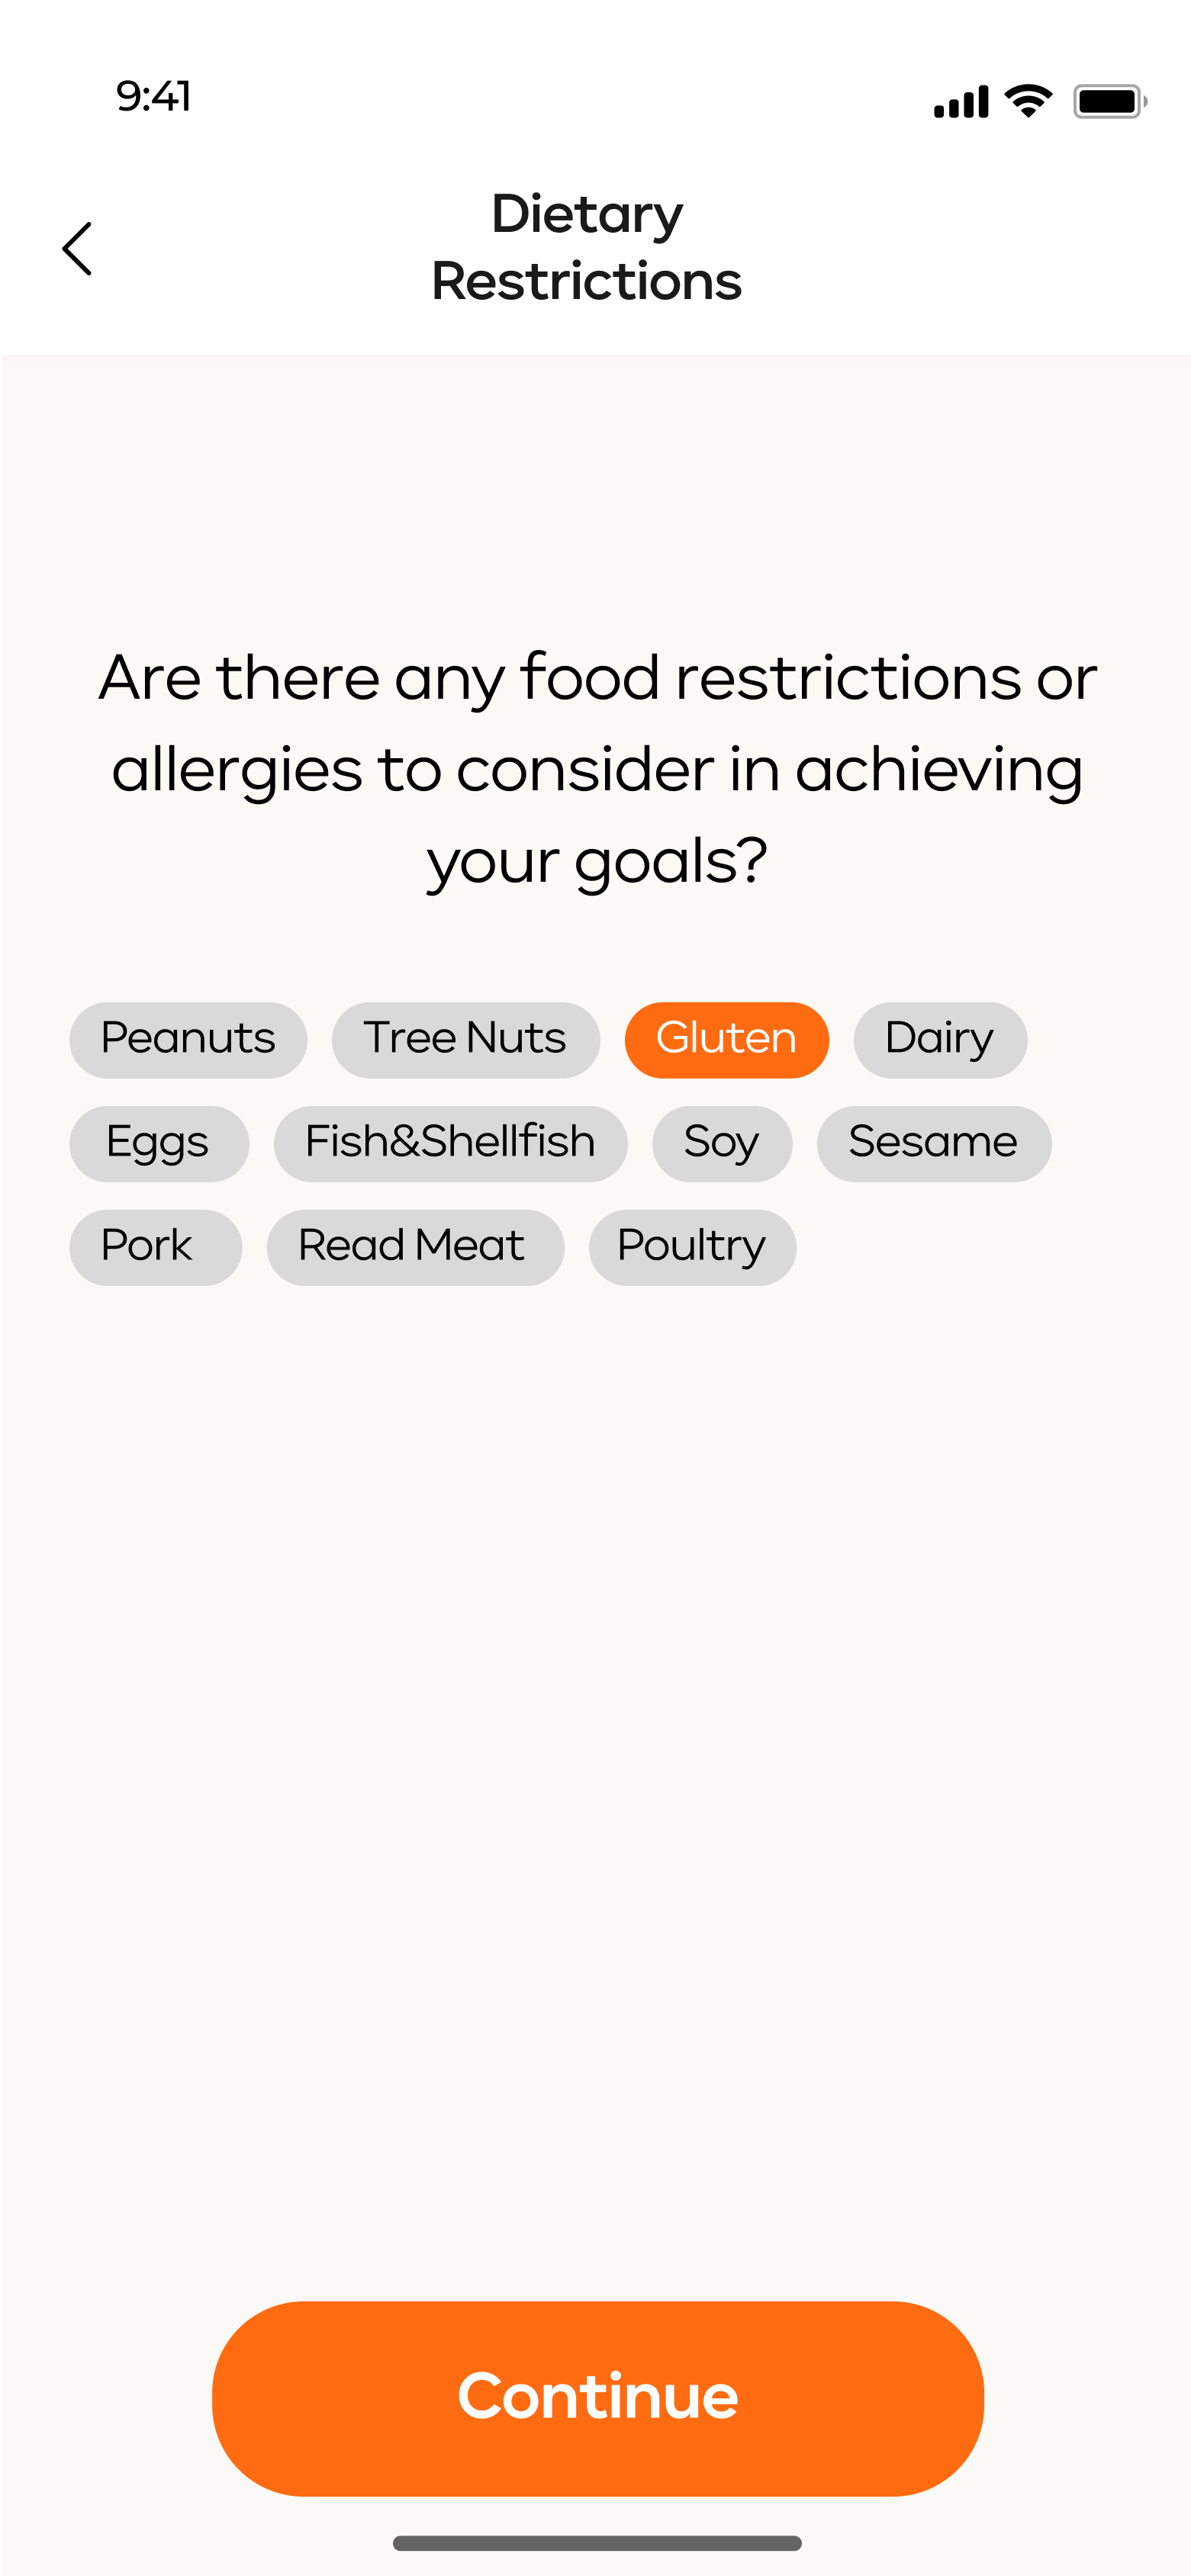 9:41
Dietary
Restrictions
Are there any food restrictions or
allergies to consider in achieving
your goals?
Peanuts Tree Nuts Gluten Dairy
Eggs Fish&Shellfish Soy Sesame
Pork Read Meat Poultry
Continue